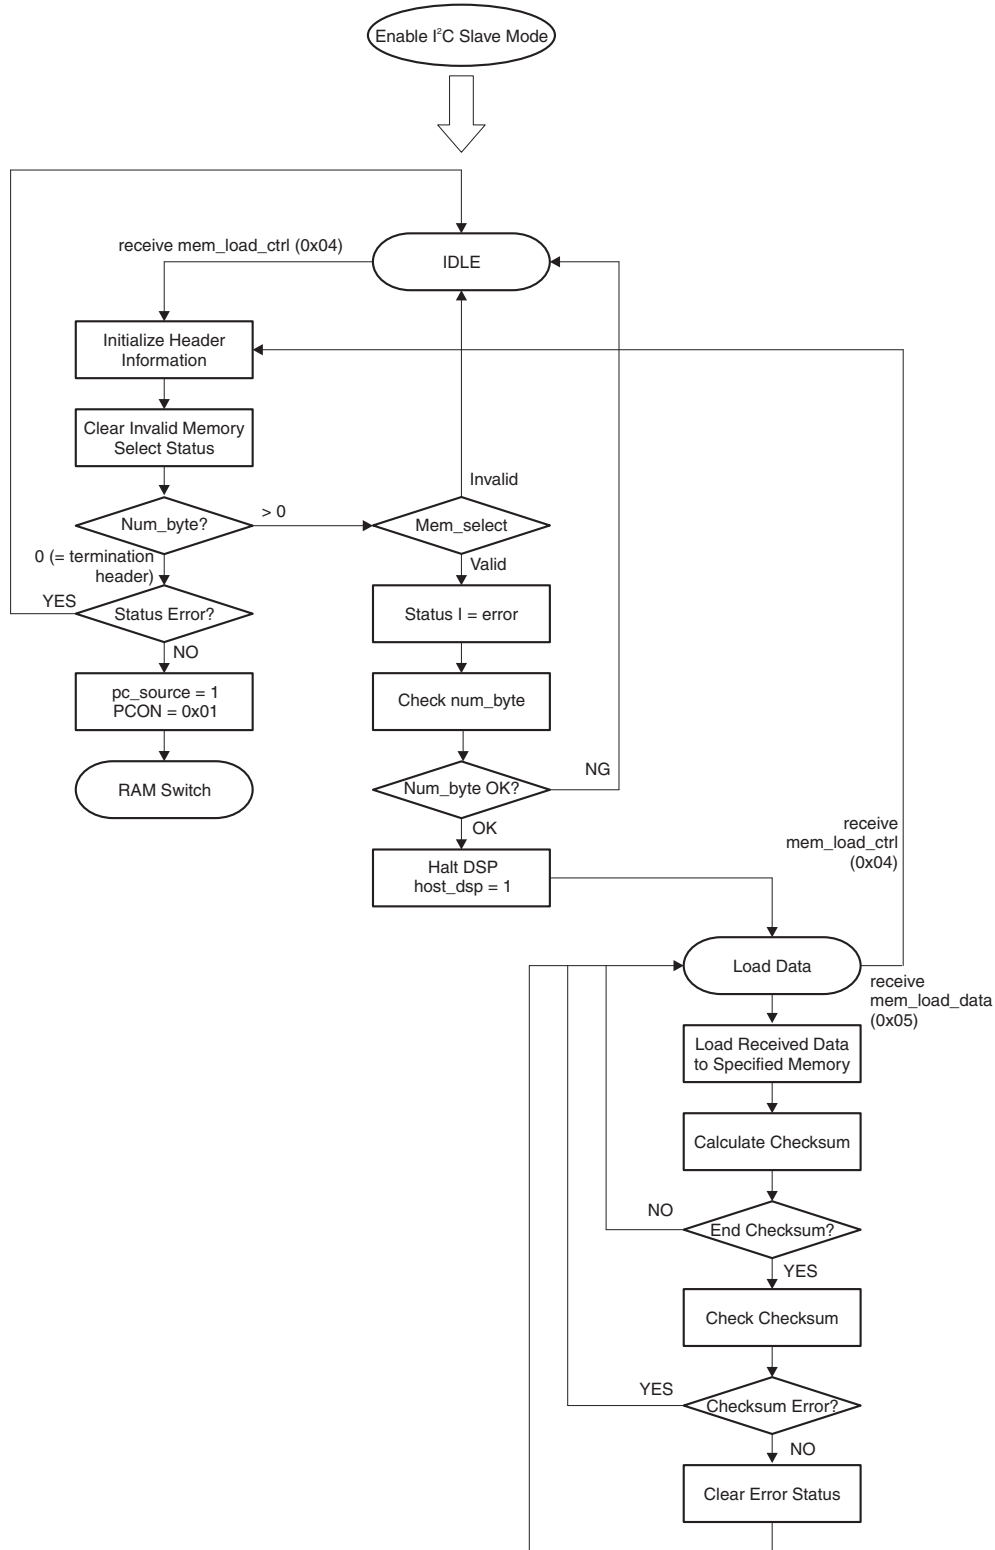 Enable I²C Slave Mode
receive mem_load_ctrl (0x04)
IDLE
Initialize Header
Information
Clear Invalid Memory
Select Status
Invalid
Num_byte?
> 0
Mem_select
0 (= termination
header)
Valid
YES
Status Error?
Status I = error
NO
pc_source = 1
PCON = 0x01
Check num_byte
RAM Switch
Num_byte OK?
NG
OK
Halt DSP
host_dsp = 1
receive
mem_load_ctrl
(0x04)
Load Data
receive
mem_load_data
(0x05)
Load Received Data
to Specified Memory
Calculate Checksum
NO
End Checksum?
YES
Check Checksum
YES
Checksum Error?
NO
Clear Error Status